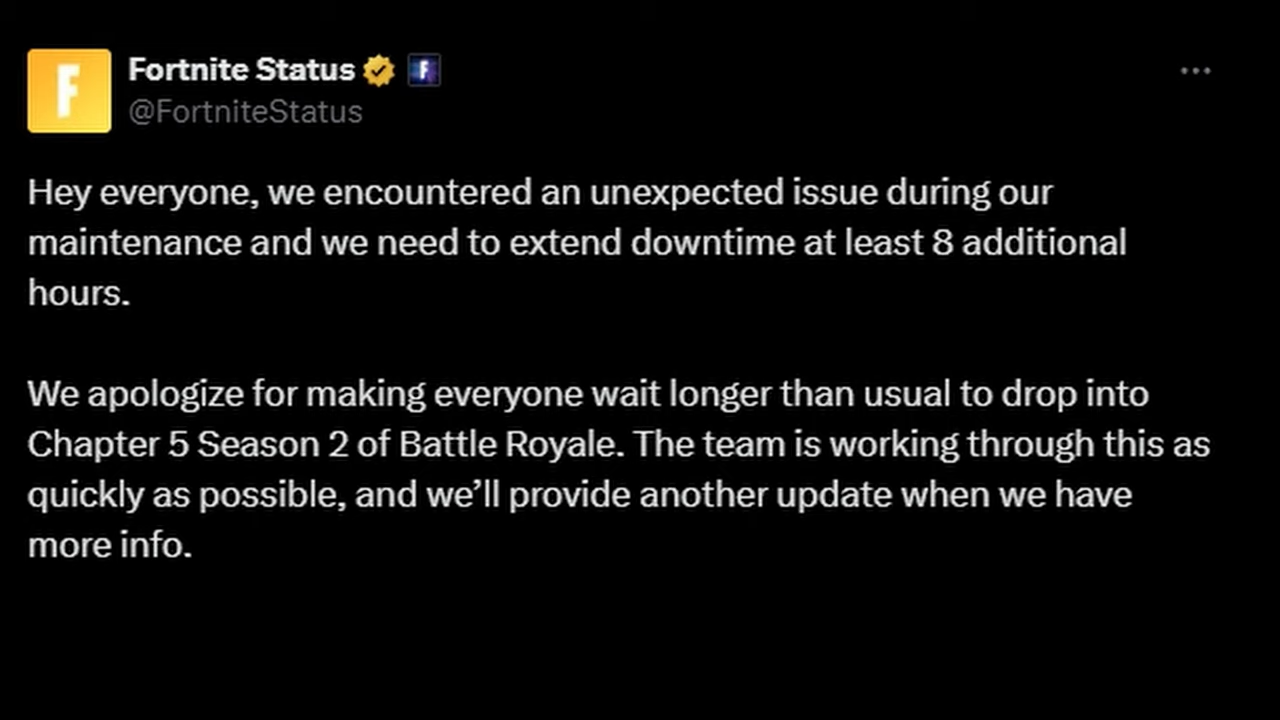 Fortnite Status
@FortniteStatus
Hey everyone, we encountered an unexpected issue during our
maintenance and we need to extend downtime at least 8 additional
hours.
We apologize for making everyone wait longer than usual to drop into
Chapter 5 Season 2 of Battle Royale. The team is working through this as
quickly as possible, and we’ll provide another update when we have
more info.